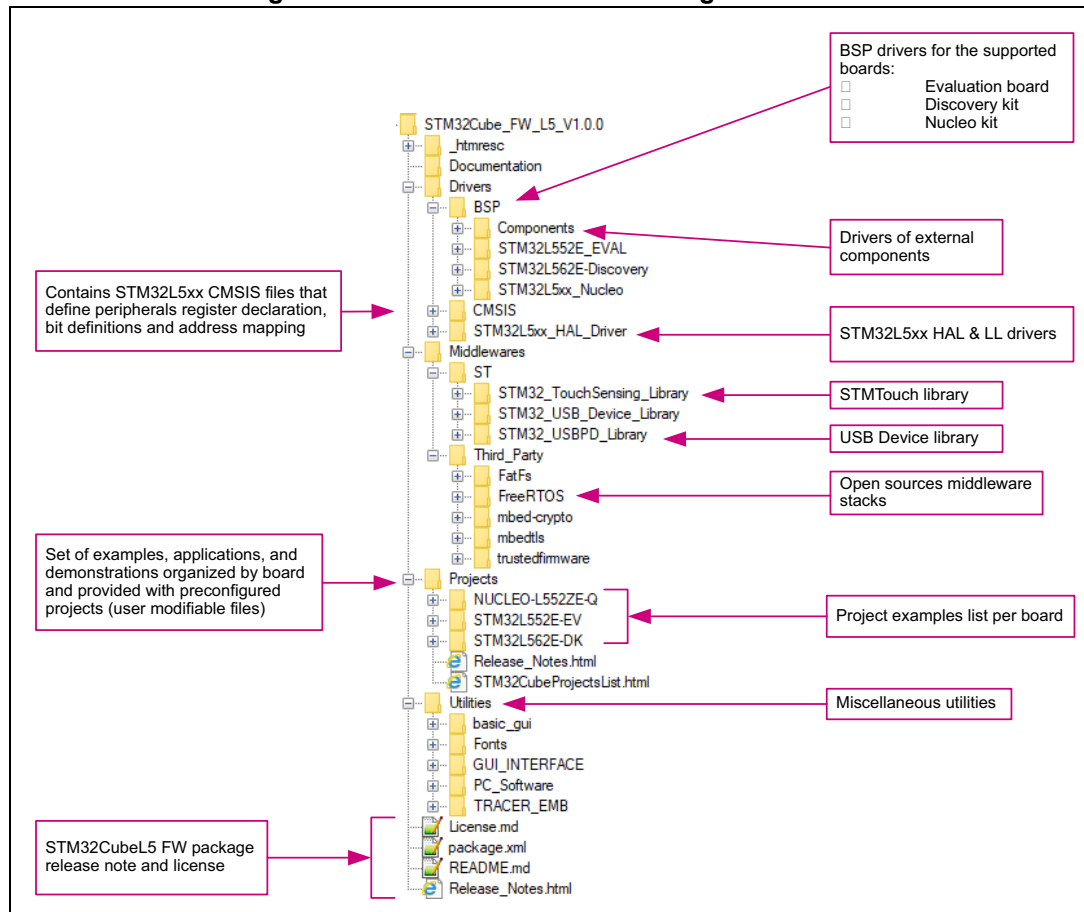 BSP drivers for the supported
boards:
□ Evaluation board
□ Discovery kit
□ Nucleo kit
STM32Cube_FW_L5_V1.0.0
_htmresc
Documentation
Drivers
BSP
Components
STM32L552E_EVAL
STM32L562E-Discovery
STM32L5xx_Nucleo
CMSIS
STM32L5xx_HAL_Driver
Drivers of external
components
Contains STM32L5xx CMSIS files that
define peripherals register declaration,
bit definitions and address mapping
STM32L5xx HAL & LL drivers
Middlewares
ST
STM32_TouchSensing_Library
STM32_USB_Device_Library
STM32_USBPD_Library
STMTouch library
USB Device library
Third_Party
FatFs
FreeRTOS
mbed-crypto
mbedtls
trustedfirmware
Open sources middleware
stacks
Set of examples, applications, and
demonstrations organized by board
and provided with preconfigured
projects (user modifiable files)
Projects
NUCLEO-L552ZE-Q
STM32L552E-EV
STM32L562E-DK
Release_Notes.html
STM32CubeProjectsList.html
Project examples list per board
Utilities
basic_gui
Fonts
GUI_INTERFACE
PC_Software
TRACER_EMB
Miscellaneous utilities
License.md
package.xml
README.md
Release_Notes.html
STM32CubeL5 FW package
release note and license